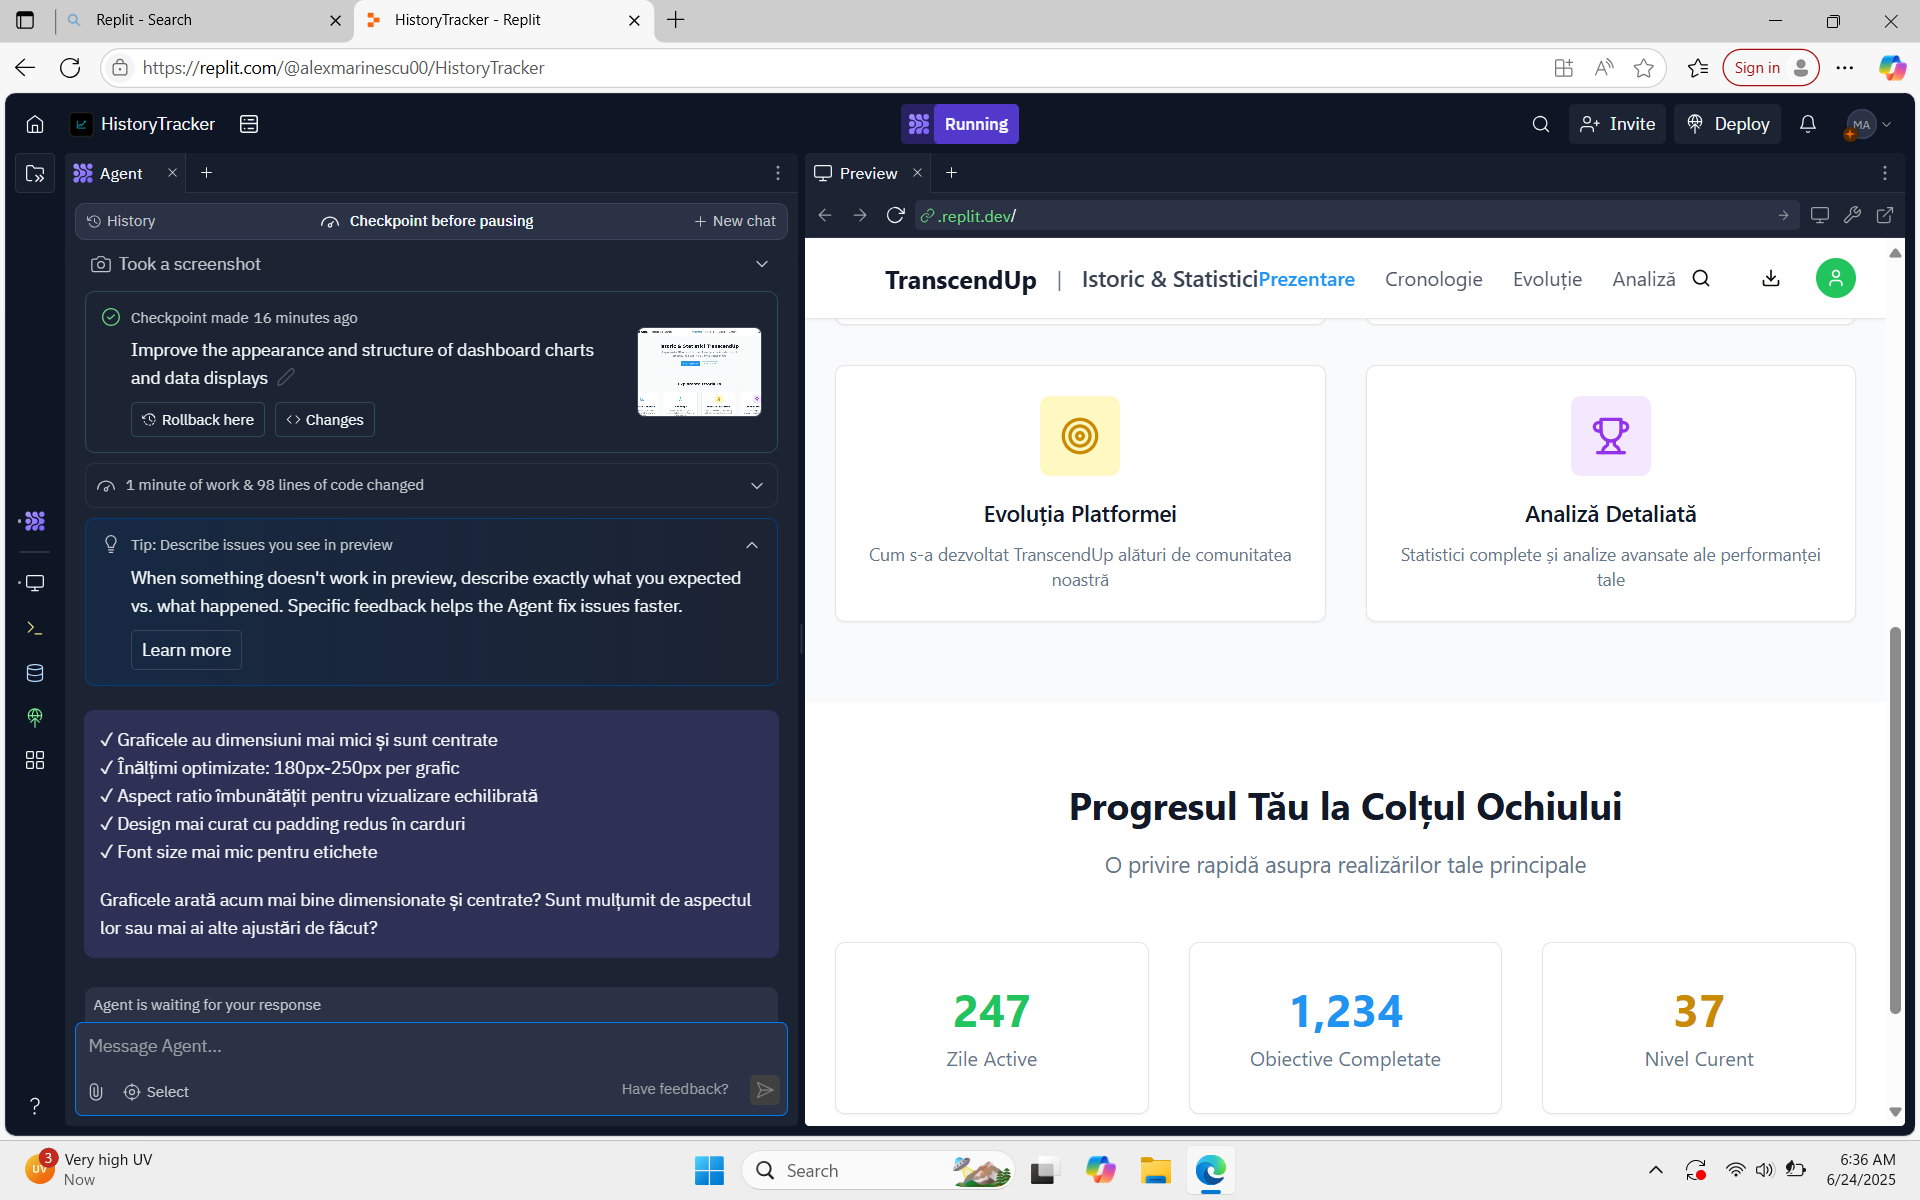 Replit - Search
HistoryTracker - Replit
https://replit.com/@alexmarinescu00/HistoryTracker
Sign in
HistoryTracker
Running
Invite
Deploy
MA
Agent
Preview
History
Checkpoint before pausing
New chat
.replit.dev/
Took a screenshot
Checkpoint made 16 minutes ago
Improve the appearance and structure of dashboard charts
and data displays
Rollback here
Changes
1 minute of work & 98 lines of code changed
Tip: Describe issues you see in preview
When something doesn't work in preview, describe exactly what you expected
vs. what happened. Specific feedback helps the Agent fix issues faster.
Learn more
✓ Graficele au dimensiuni mai mici și sunt centrate
✓ Înălțimi optimizate: 180px-250px per grafic
✓ Aspect ratio îmbunătățit pentru vizualizare echilibrată
✓ Design mai curat cu padding redus în carduri
✓ Font size mai mic pentru etichete
Graficele arată acum mai bine dimensionate și centrate? Sunt mulțumit de aspectul
lor sau mai ai alte ajustări de făcut?
Agent is waiting for your response
Message Agent...
Select
Have feedback?
TranscendUp | Istoric & Statistici
Prezentare
Cronologie
Evoluție
Analiză
Evoluția Platformei
Cum s-a dezvoltat TranscendUp alături de comunitatea
noastră
Analiză Detaliată
Statistici complete și analize avansate ale performanței
tale
Progresul Tău la Colțul Ochiului
O privire rapidă asupra realizărilor tale principale
247
Zile Active
1,234
Obiective Completate
37
Nivel Curent
UV
3
Very high UV
Now
Search
6:36 AM
6/24/2025